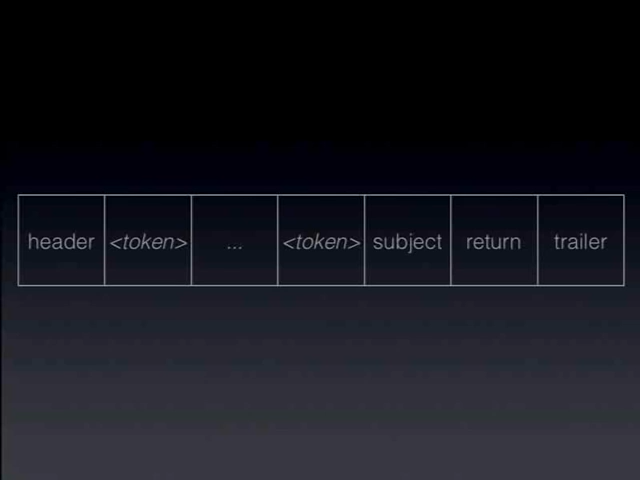 header <token> ... <token> subject return trailer